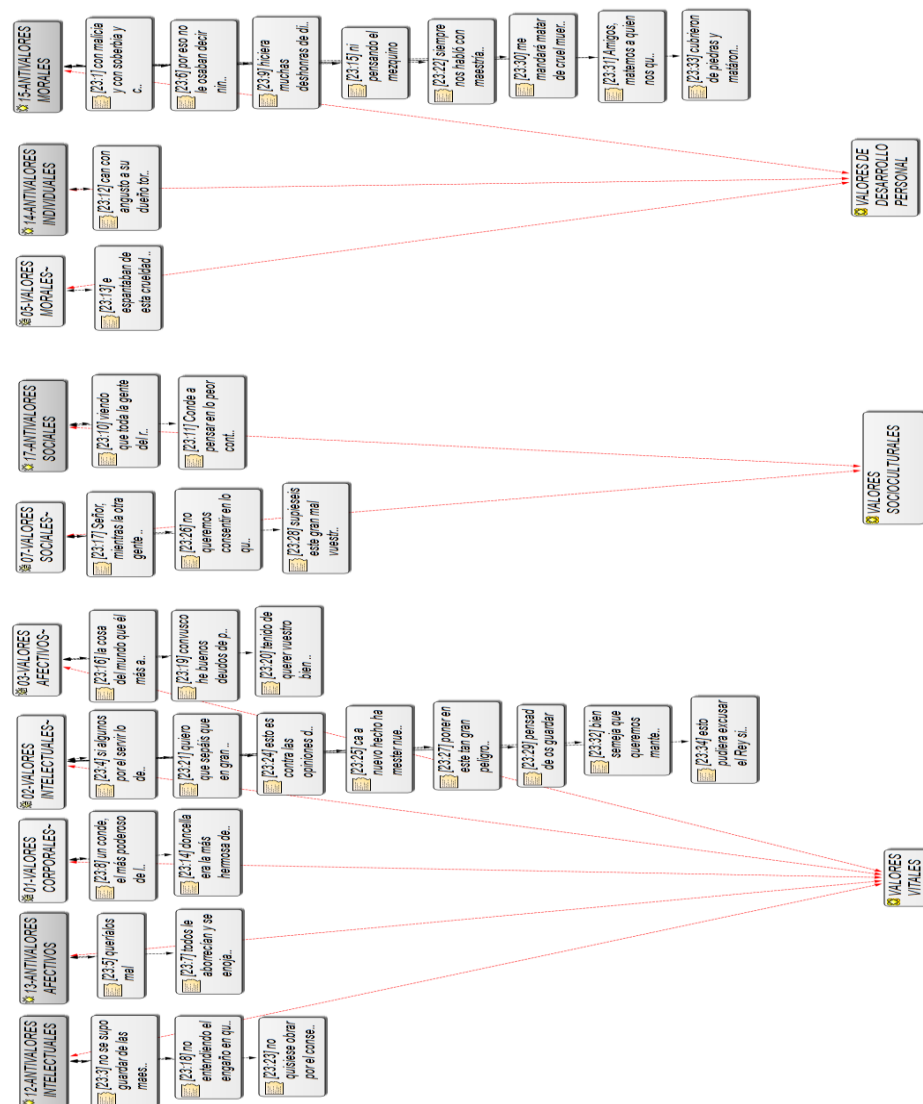 12-ANTIVALORES
INTELECTUALES
[23:3] no se supo
guardar de las
maes..
[23:18] no
entendiendo el
engaño en qu..
[23:23] no
quisiese obrar
por el conse..
13-ANTIVALORES
AFECTIVOS
[23:5] queríalos
mal
[23:7] todos le
aborrecían y se
enoja..
01-VALORES
CORPORALES~
[23:8] un conde,
el más poderoso
de l..
[23:14] doncella
era la más
hermosa de..
02-VALORES
INTELECTUALES~
[23:4] si algunos
por el servir lo
de..
[23:21] quiero
que sepáis que
en gran ..
[23:24] esto es
contra las
opiniones d..
[23:25] ca a
nuevo hecho ha
mester nue..
[23:27] poner en
este tan gran
peligro..
[23:29] pensad
de os guardar
[23:32] bien
semeja que
queremos
mante..
[23:34] esto
pudiera excusar
el Rey si..
03-VALORES
AFECTIVOS~
[23:16] la cosa
del mundo que él
más a..
[23:19] convusco
he buenos
deudos de p..
[23:20] tenido de
querer vuestro
bien ..
VALORES
VITALES
07-VALORES
SOCIALES~
[23:17] Señor,
mientras la otra
gente ..
[23:26] no
queremos
consentir en lo
qu..
[23:28] supieseis
este gran mal
vuestr..
17-ANTIVALORES
SOCIALES
[23:10] viendo
que toda la gente
del r..
[23:11] Conde a
pensar en lo peor
cont..
VALORES
SOCIOCULTURALES
05-VALORES
MORALES~
[23:13] e
espantaban de
esta crueldad ..
14-ANTIVALORES
INDIVIDUALES
[23:12] can con
angusto a su
dueño tor..
15-ANTIVALORES
MORALES
[23:1] con malicia
y con soberbia y
c..
[23:6] por eso no
le osaban decir
nin..
[23:9] hiciera
muchas
deshonras de di..
[23:15] ni
pensando el
mezquino
[23:22] siempre
nos habló con
maestría..
[23:30] me
mandará matar
de cruel muer..
[23:31] Amigos,
matemos a quien
nos qu..
[23:33] cubrieron
de piedras y
matáron..
VALORES DE
DESARROLLO
PERSONAL